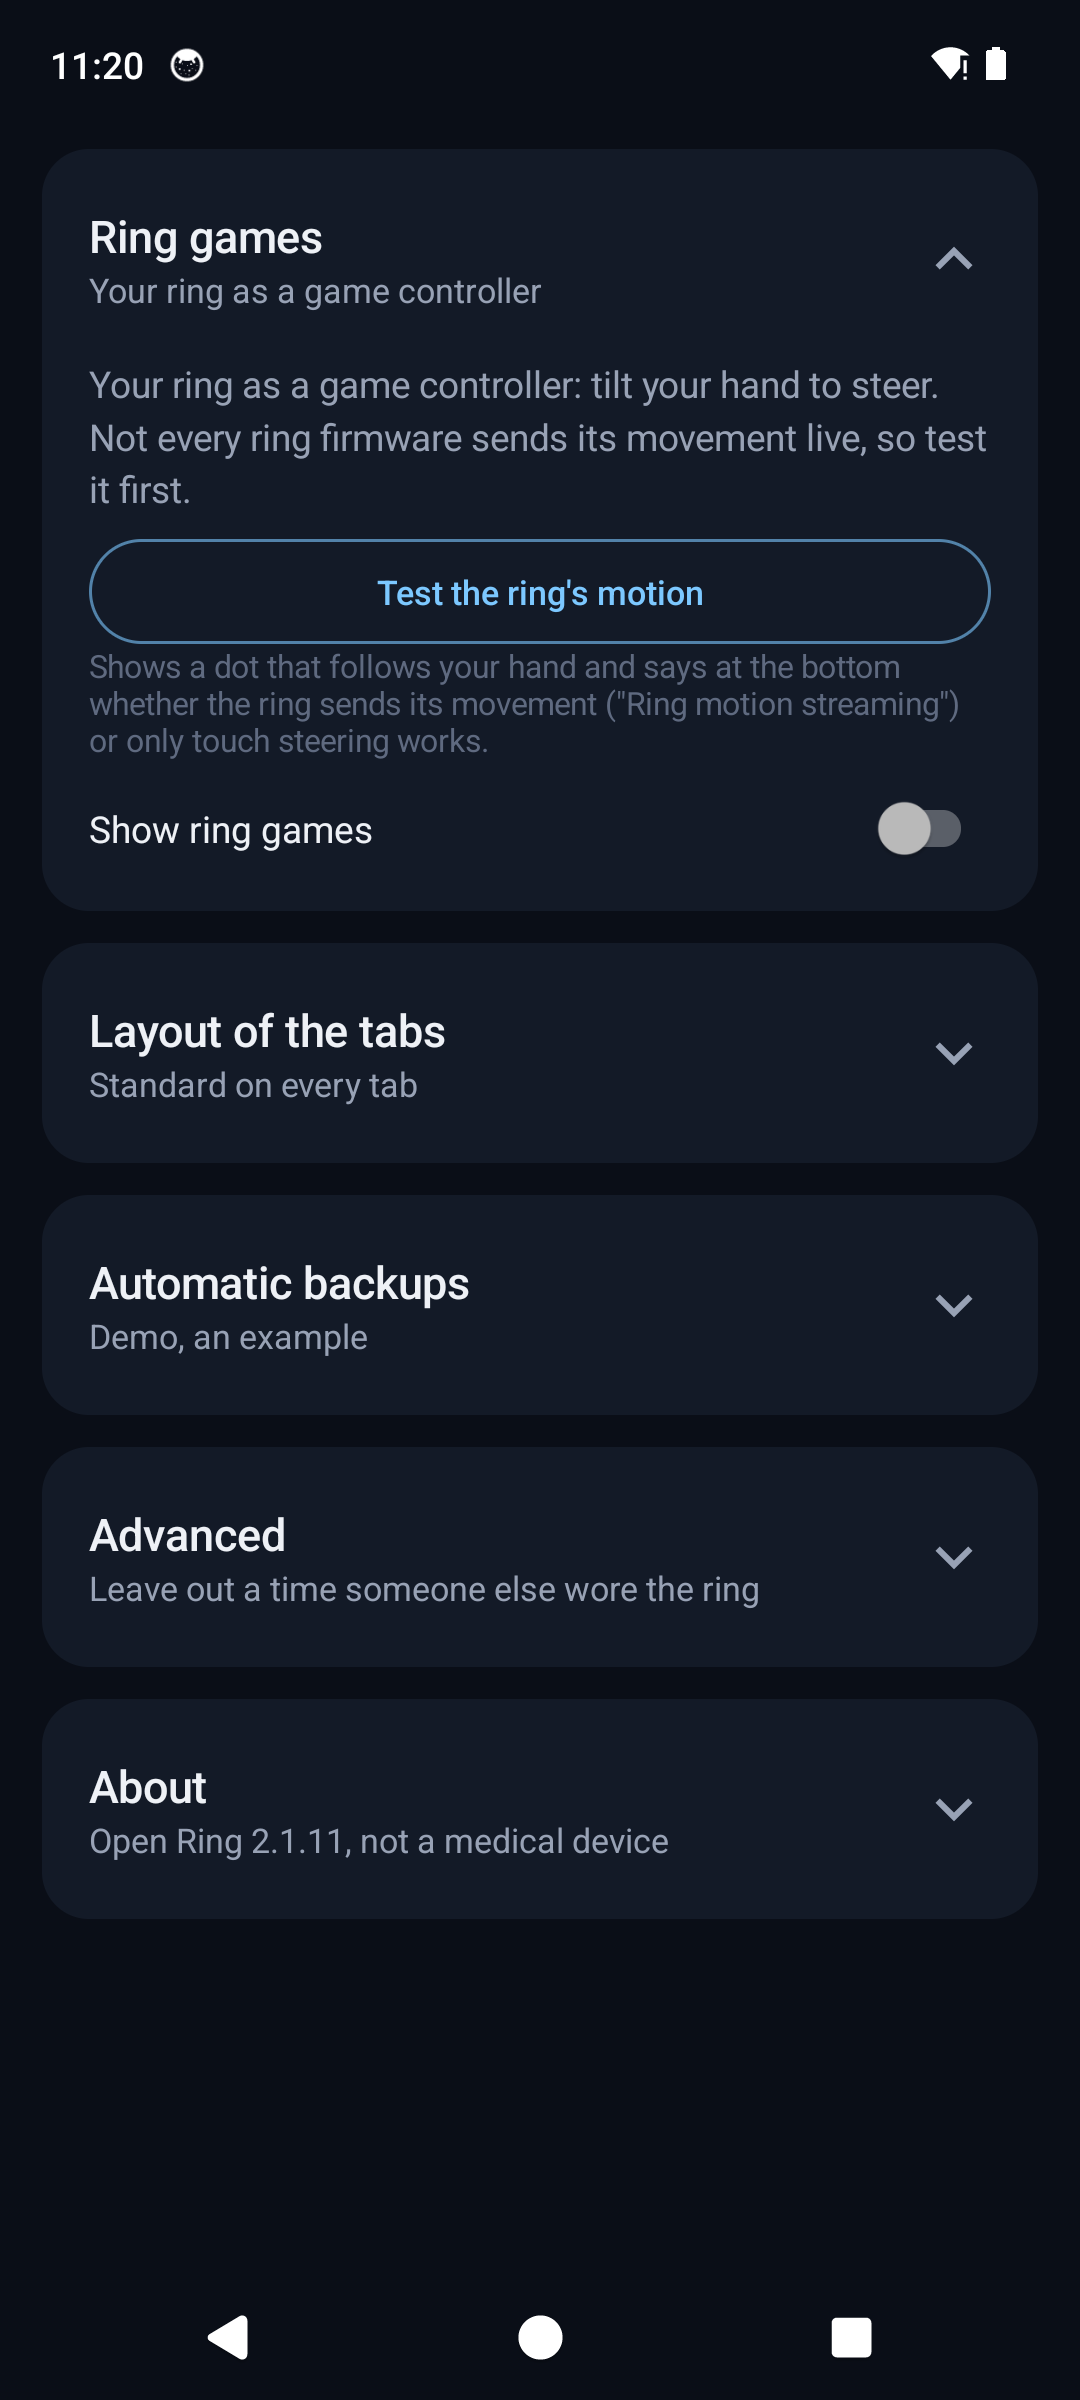 11:20
Ring games
Your ring as a game controller
Your ring as a game controller: tilt your hand to steer.
Not every ring firmware sends its movement live, so test
it first.
Test the ring's motion
Shows a dot that follows your hand and says at the bottom
whether the ring sends its movement ("Ring motion streaming")
or only touch steering works.
Show ring games
Layout of the tabs
Standard on every tab
Automatic backups
Demo, an example
Advanced
Leave out a time someone else wore the ring
About
Open Ring 2.1.11, not a medical device